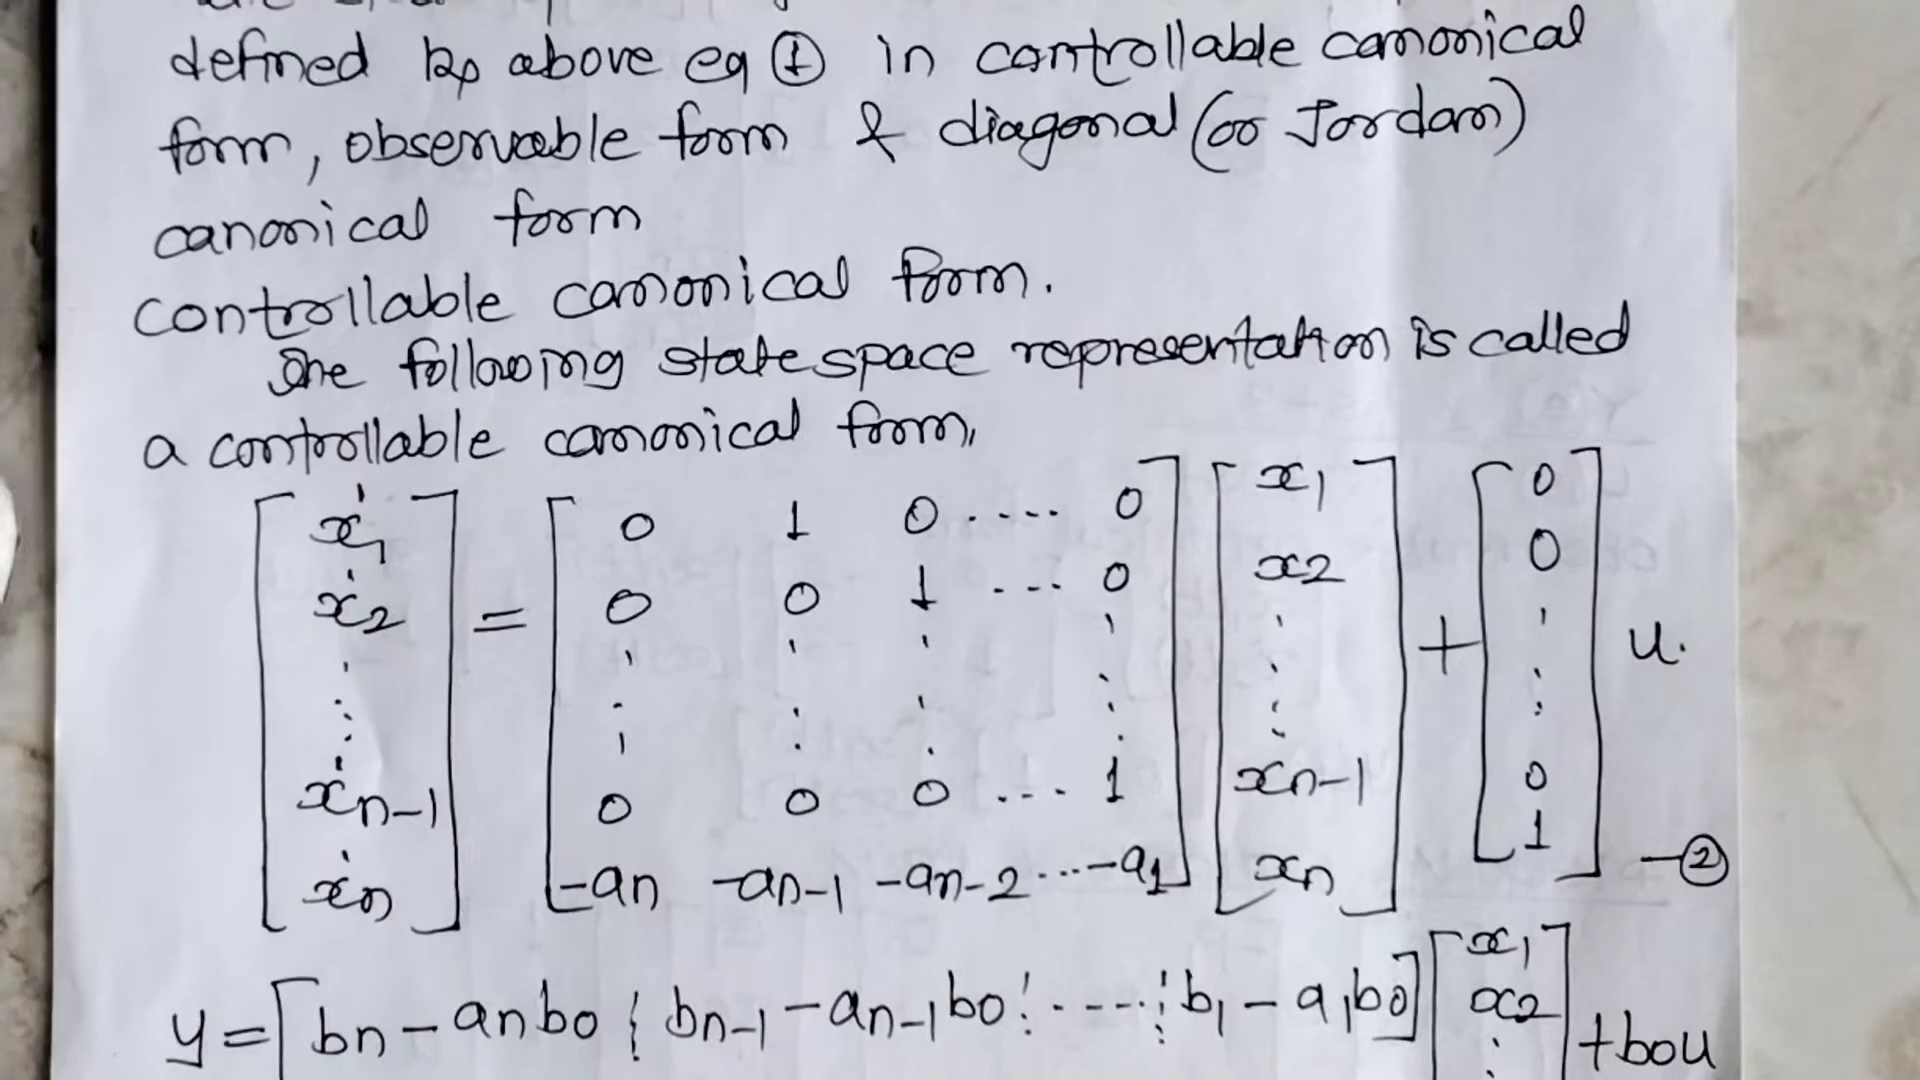 defined by above eq ① in controllable canonical
form, observable form & diagonal (or Jordan)
canonical form
controllable canonical form.
The following state space representation is called
a controllable canonical form,
[ẋ1 ẋ2 ⋮ ẋn-1 ẋn] = [0 1 0 .... 0; 0 0 1 ... 0; ⋮ ⋮ ⋮ ⋮; 0 0 0 ... 1; -an -an-1 -an-2 ... -a1] [x1 x2 ⋮ xn-1 xn] + [0 0 ⋮ 0 1] u. —②
y = [bn - anb0 ⋮ bn-1 - an-1b0 ⋮ ---- ⋮ b1 - a1b0] [x1 x2 ⋮ + b0u